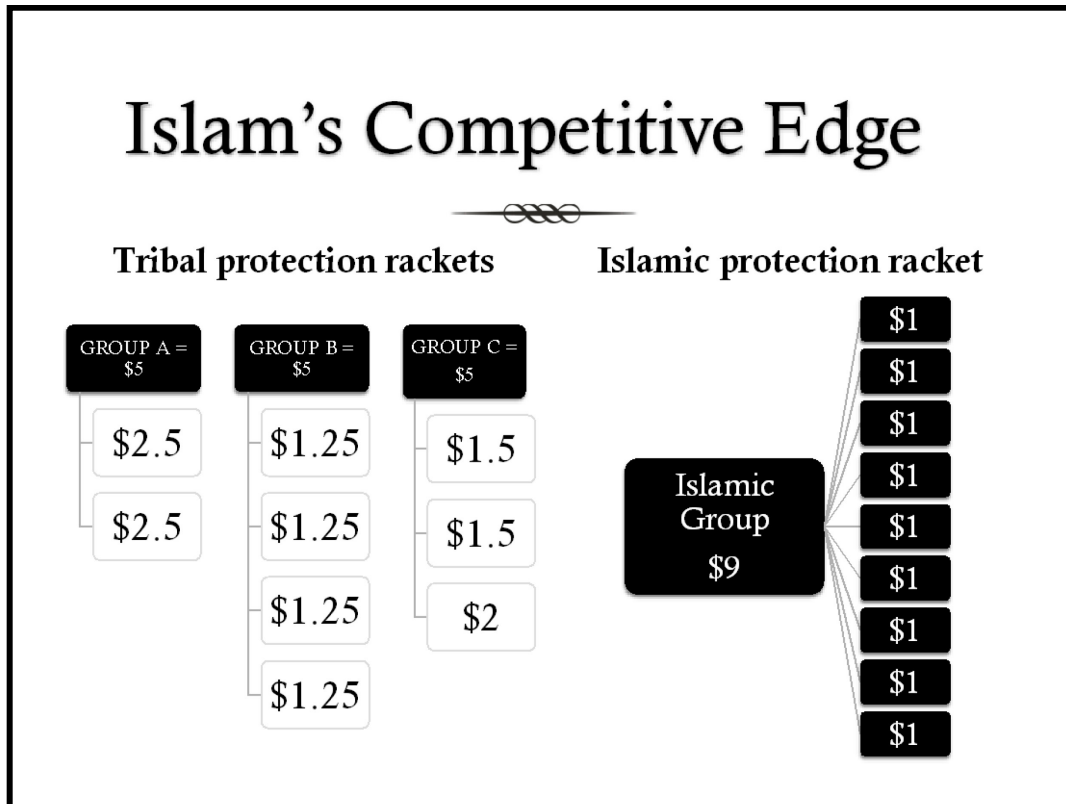 Islam's Competitive Edge
Tribal protection rackets
GROUP A =
$5
$2.5
$2.5
GROUP B =
$5
$1.25
$1.25
$1.25
$1.25
GROUP C =
$5
$1.5
$1.5
$2
Islamic protection racket
Islamic
Group
$9
$1
$1
$1
$1
$1
$1
$1
$1
$1